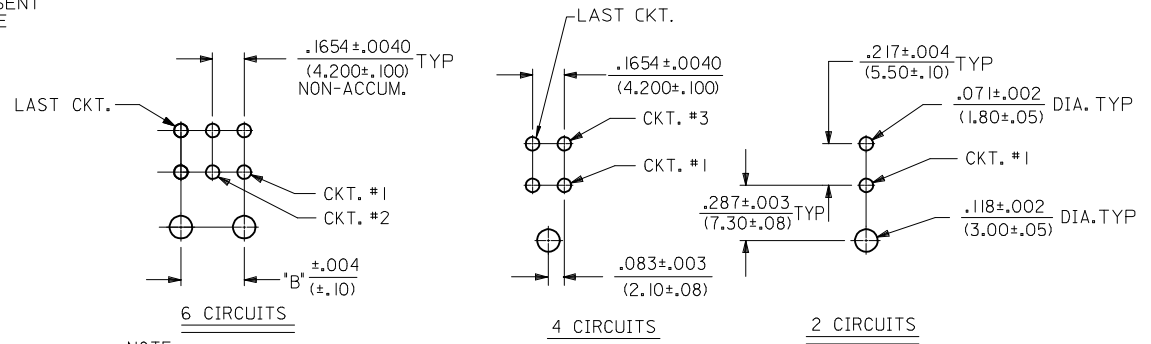 SENT
E
.1654±.0040
(4.200±.100)
TYP
NON-ACCUM.
LAST CKT.
CKT. #1
CKT. #2
"B" ±.004
(±.10)
6 CIRCUITS
LAST CKT.
.1654±.0040
(4.200±.100)
CKT. #3
CKT. #1
.083±.003
(2.10±.08)
4 CIRCUITS
.217±.004
(5.50±.10)
TYP
.071±.002
(1.80±.05)
DIA. TYP
CKT. #1
.287±.003
(7.30±.08)
TYP
.118±.002
(3.00±.05)
DIA.TYP
2 CIRCUITS
NOTE